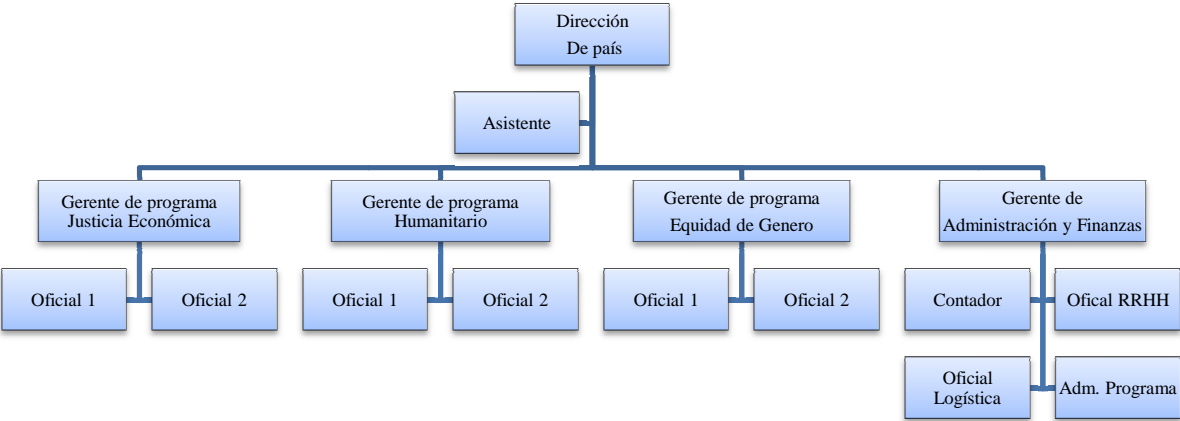 Dirección
De país
Asistente
Gerente de programa
Justicia Económica
Gerente de programa
Humanitario
Gerente de programa
Equidad de Genero
Gerente de
Administración y Finanzas
Oficial 1
Oficial 2
Oficial 1
Oficial 2
Oficial 1
Oficial 2
Contador
Ofical RRHH
Oficial
Logística
Adm. Programa